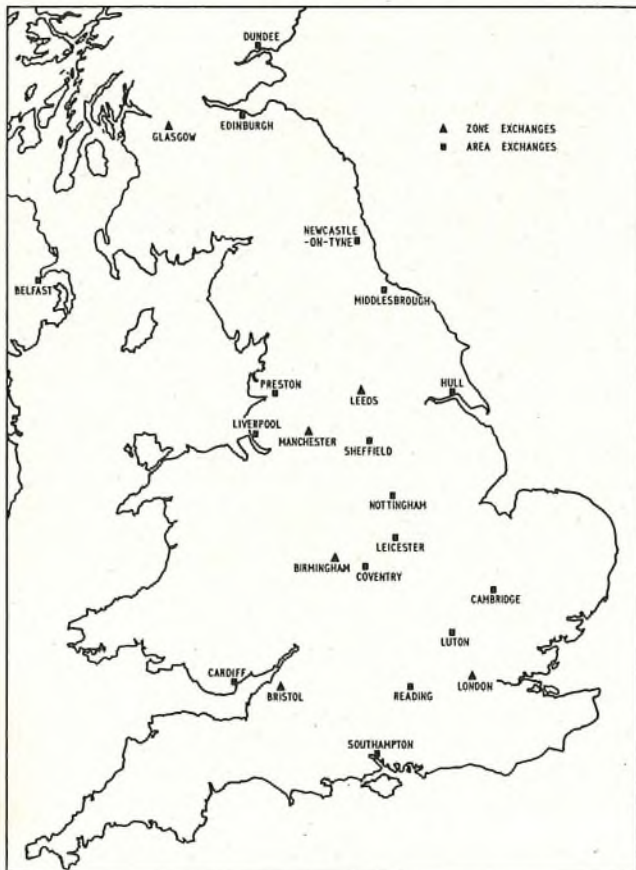 DUNDEE
▲ ZONE EXCHANGES
EDINBURGH
GLASGOW
■ AREA EXCHANGES
NEWCASTLE
-ON-TYNE
BELFAST
MIDDLESBROUGH
PRESTON
HULL
LEEDS
LIVERPOOL
MANCHESTER
SHEFFIELD
NOTTINGHAM
LEICESTER
BIRMINGHAM
COVENTRY
CAMBRIDGE
LUTON
CARDIFF
LONDON
BRISTOL
READING
SOUTHAMPTON